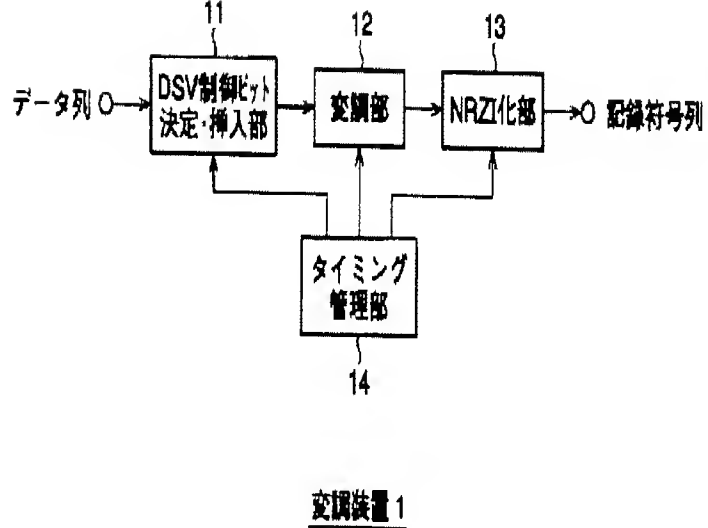 11
12
13
データ列
DSV制御ビット
決定・挿入部
変調部
NRZI化部
記録符号列
タイミング
管理部
14
変調装置1